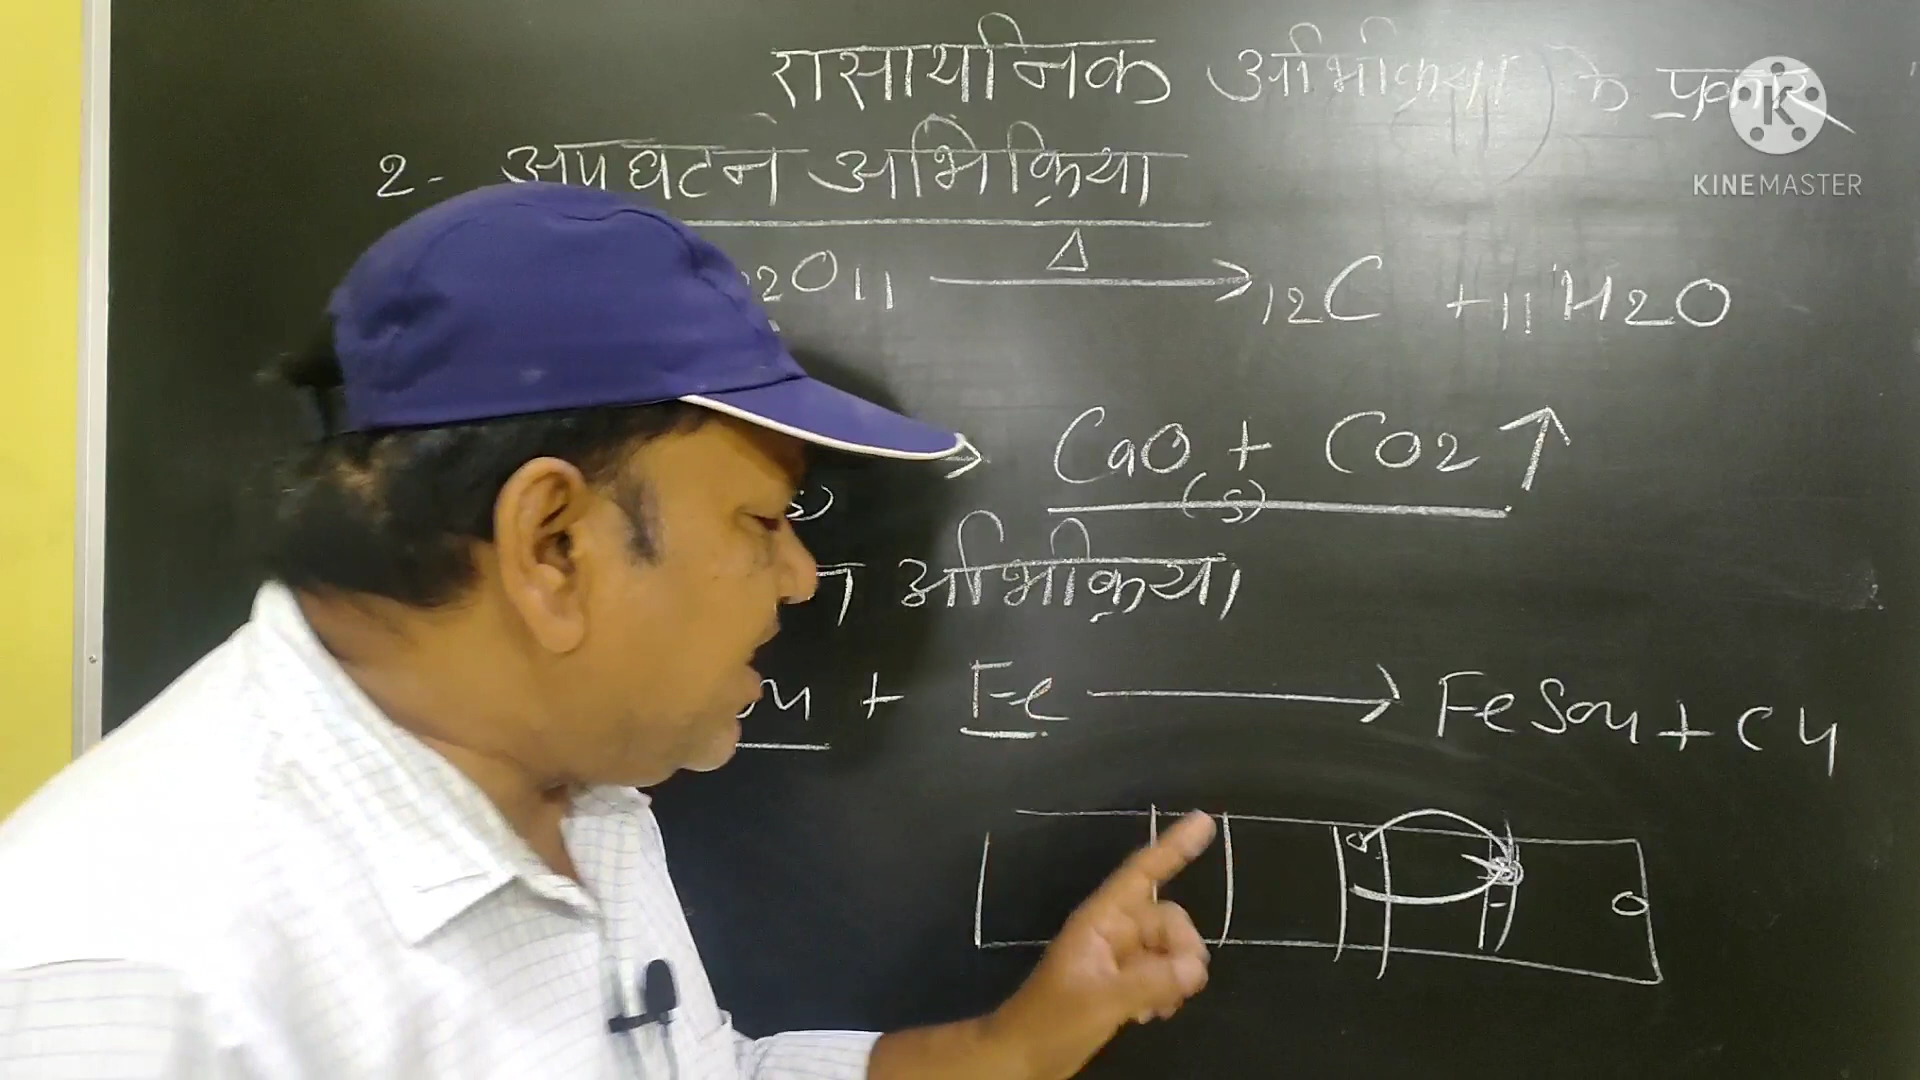 रासायनिक अभिक्रिया के प्रकार
KINEMASTER
2- अपघटन अभिक्रिया
22O11 —Δ→ 12C + 11H2O
→ CaO(s) + CO2 ↑
न अभिक्रिया
+ Fe → FeSO4 + Cu